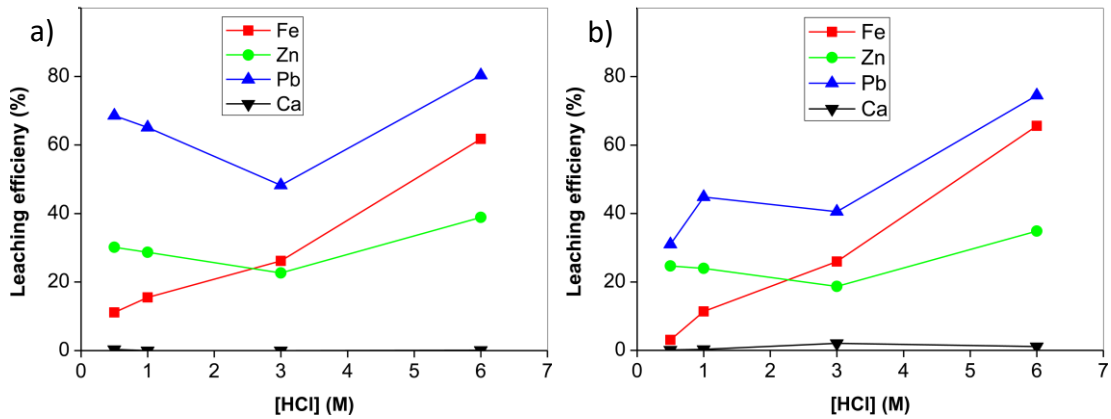 a)
Fe
Zn
Pb
Ca
100
80
60
40
20
0
Leaching efficieny (%)
0 1 2 3 4 5 6 7
[HCl] (M)
b)
Fe
Zn
Pb
Ca
100
80
60
40
20
0
Leaching efficieny (%)
0 1 2 3 4 5 6 7
[HCl] (M)